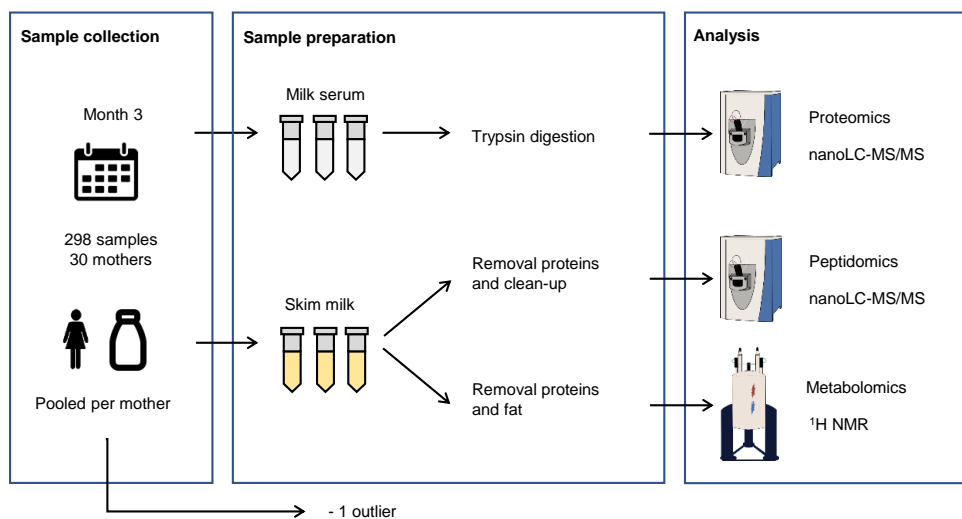 Sample collection
Month 3
298 samples
30 mothers
Pooled per mother
Sample preparation
Milk serum
Trypsin digestion
Skim milk
Removal proteins
and clean-up
Removal proteins
and fat
Analysis
Proteomics
nanoLC-MS/MS
Peptidomics
nanoLC-MS/MS
Metabolomics
¹H NMR
- 1 outlier